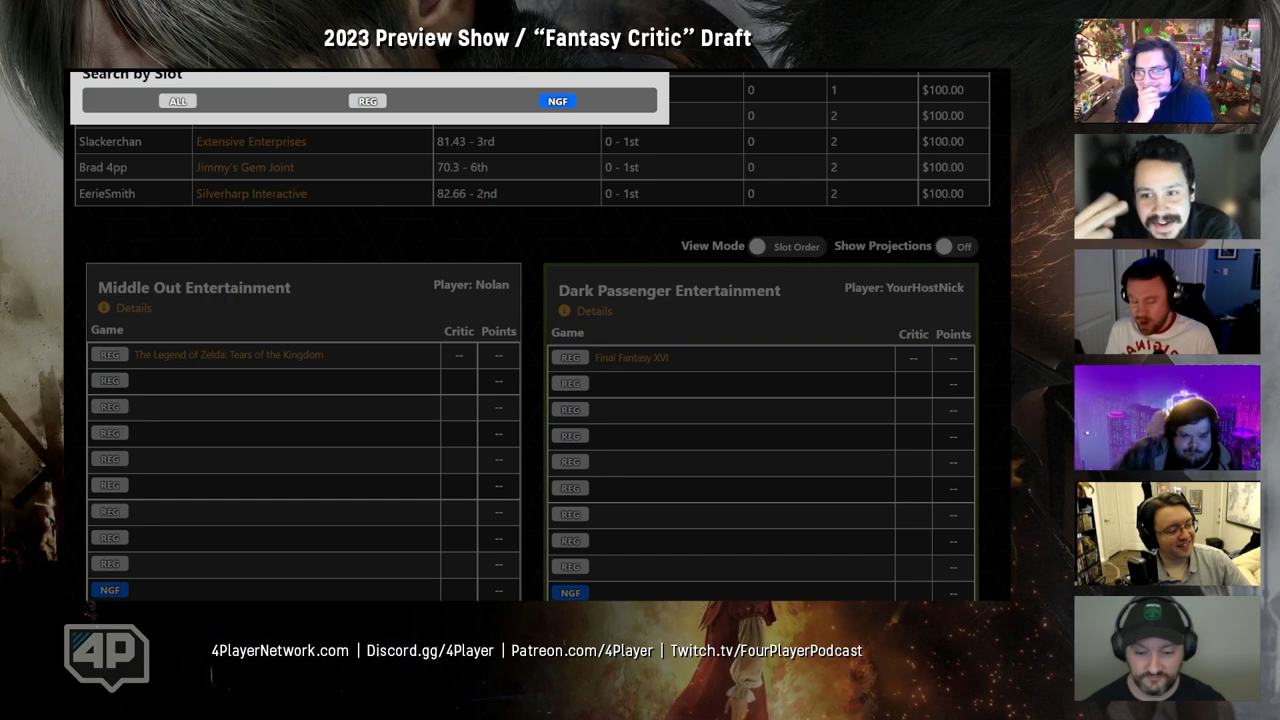 2023 Preview Show / “Fantasy Critic” Draft
Search by Slot
ALL REG NGF
0 1 $100.00
0 2 $100.00
Slackerchan Extensive Enterprises 81.43 - 3rd 0 - 1st 0 2 $100.00
Brad 4pp Jimmy's Gem Joint 70.3 - 6th 0 - 1st 0 2 $100.00
EerieSmith Silverharp Interactive 82.66 - 2nd 0 - 1st 0 2 $100.00
View Mode Slot Order Show Projections Off
Middle Out Entertainment Player: Nolan
Details
Game Critic Points
REG The Legend of Zelda: Tears of the Kingdom -- --
REG --
REG --
REG --
REG --
REG --
REG --
REG --
REG --
NGF --
Dark Passenger Entertainment Player: YourHostNick
Details
Game Critic Points
REG Final Fantasy XVI -- --
REG --
REG --
REG --
REG --
REG --
REG --
REG --
REG --
NGF --
4P
4PlayerNetwork.com | Discord.gg/4Player | Patreon.com/4Player | Twitch.tv/FourPlayerPodcast